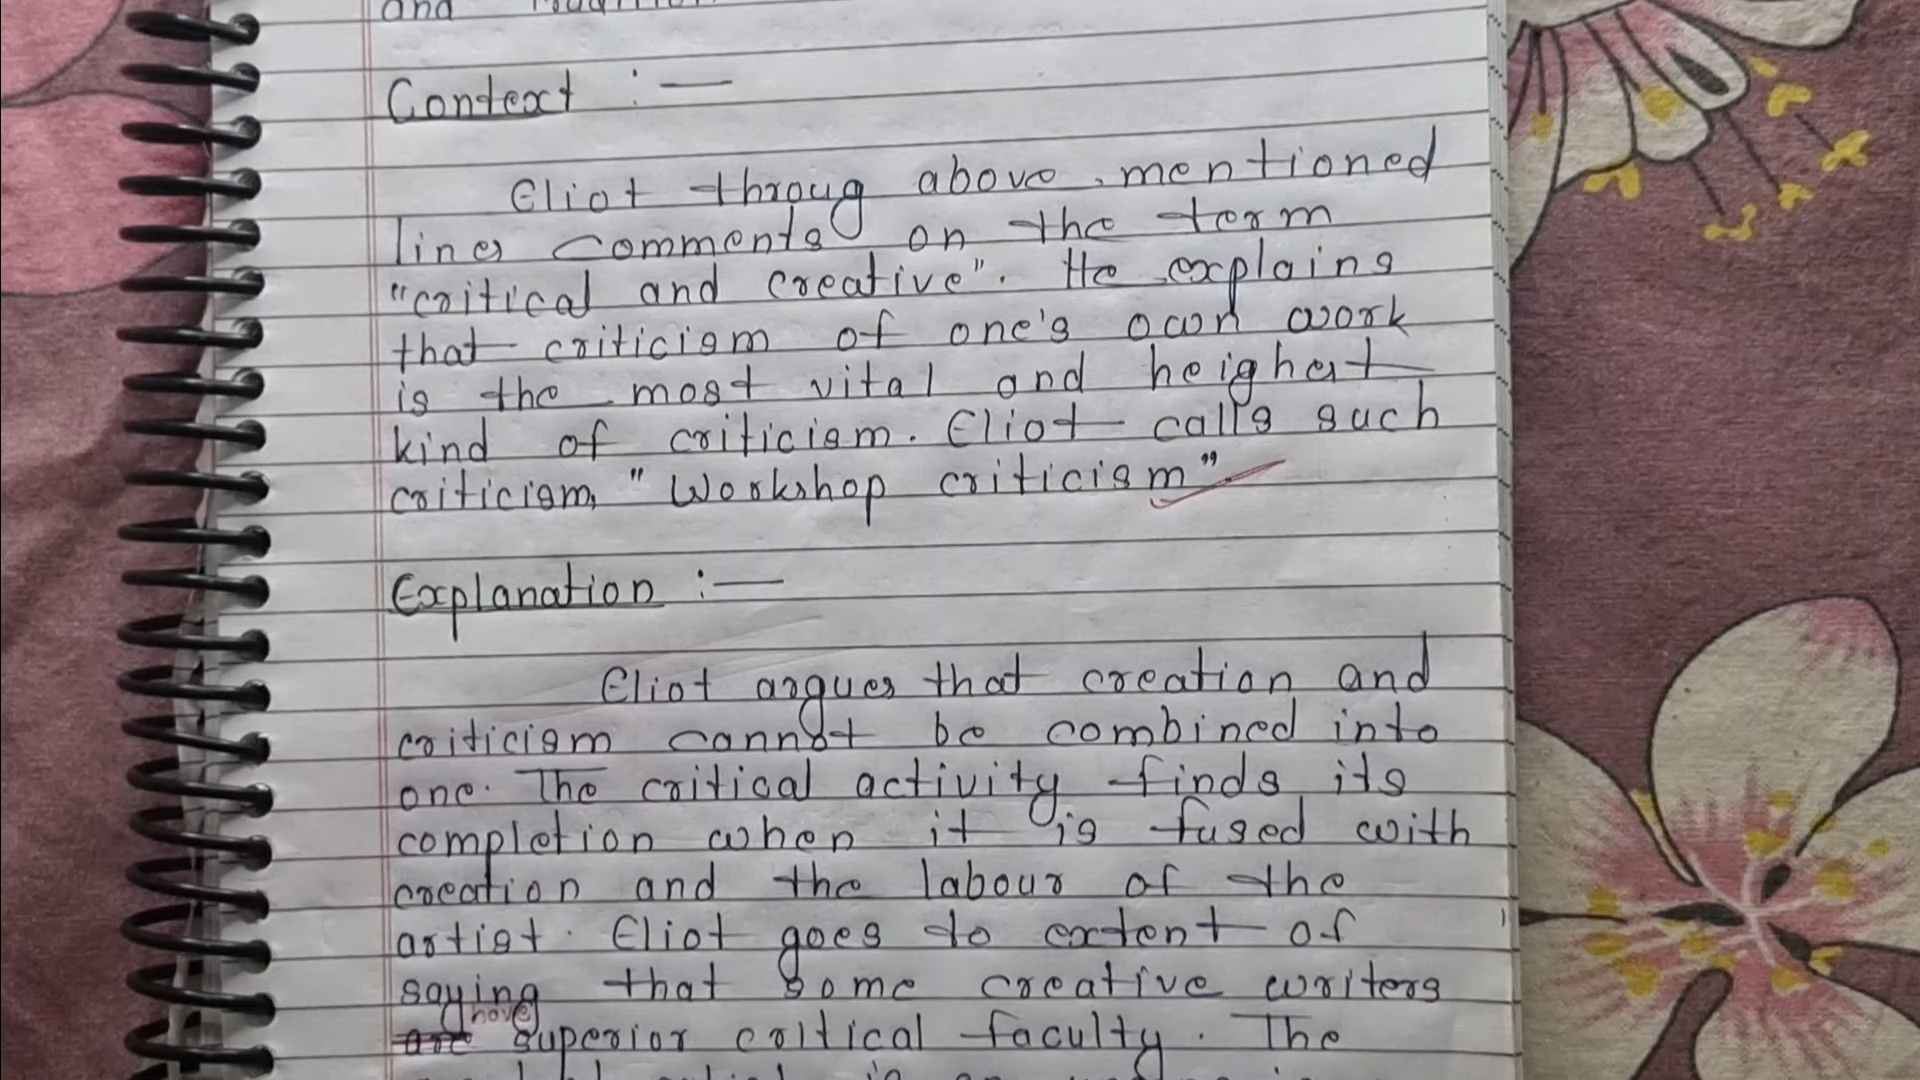 and
Context :—
Eliot throug above mentioned
lines comments on the term
"critical and creative". He explains
that criticism of one's own work
is the most vital and heighest
kind of criticism. Eliot calls such
criticism, "Workshop criticism"
Explanation :—
Eliot argues that creation and
criticism cannot be combined into
one. The critical activity finds its
completion when it is fused with
creation and the labour of the
artist. Eliot goes to extent of
saying that some creative writers
have
are superior critical faculty. The